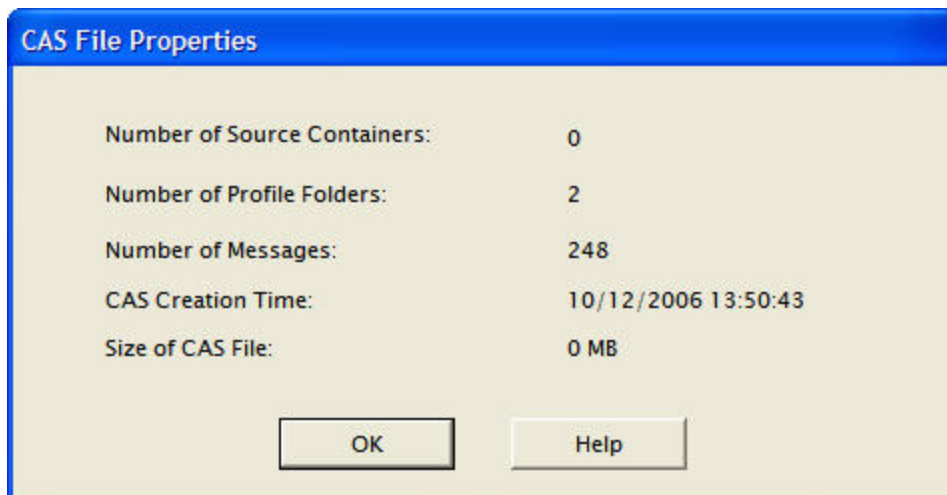 CAS File Properties
Number of Source Containers: 0
Number of Profile Folders: 2
Number of Messages: 248
CAS Creation Time: 10/12/2006 13:50:43
Size of CAS File: 0 MB
OK Help